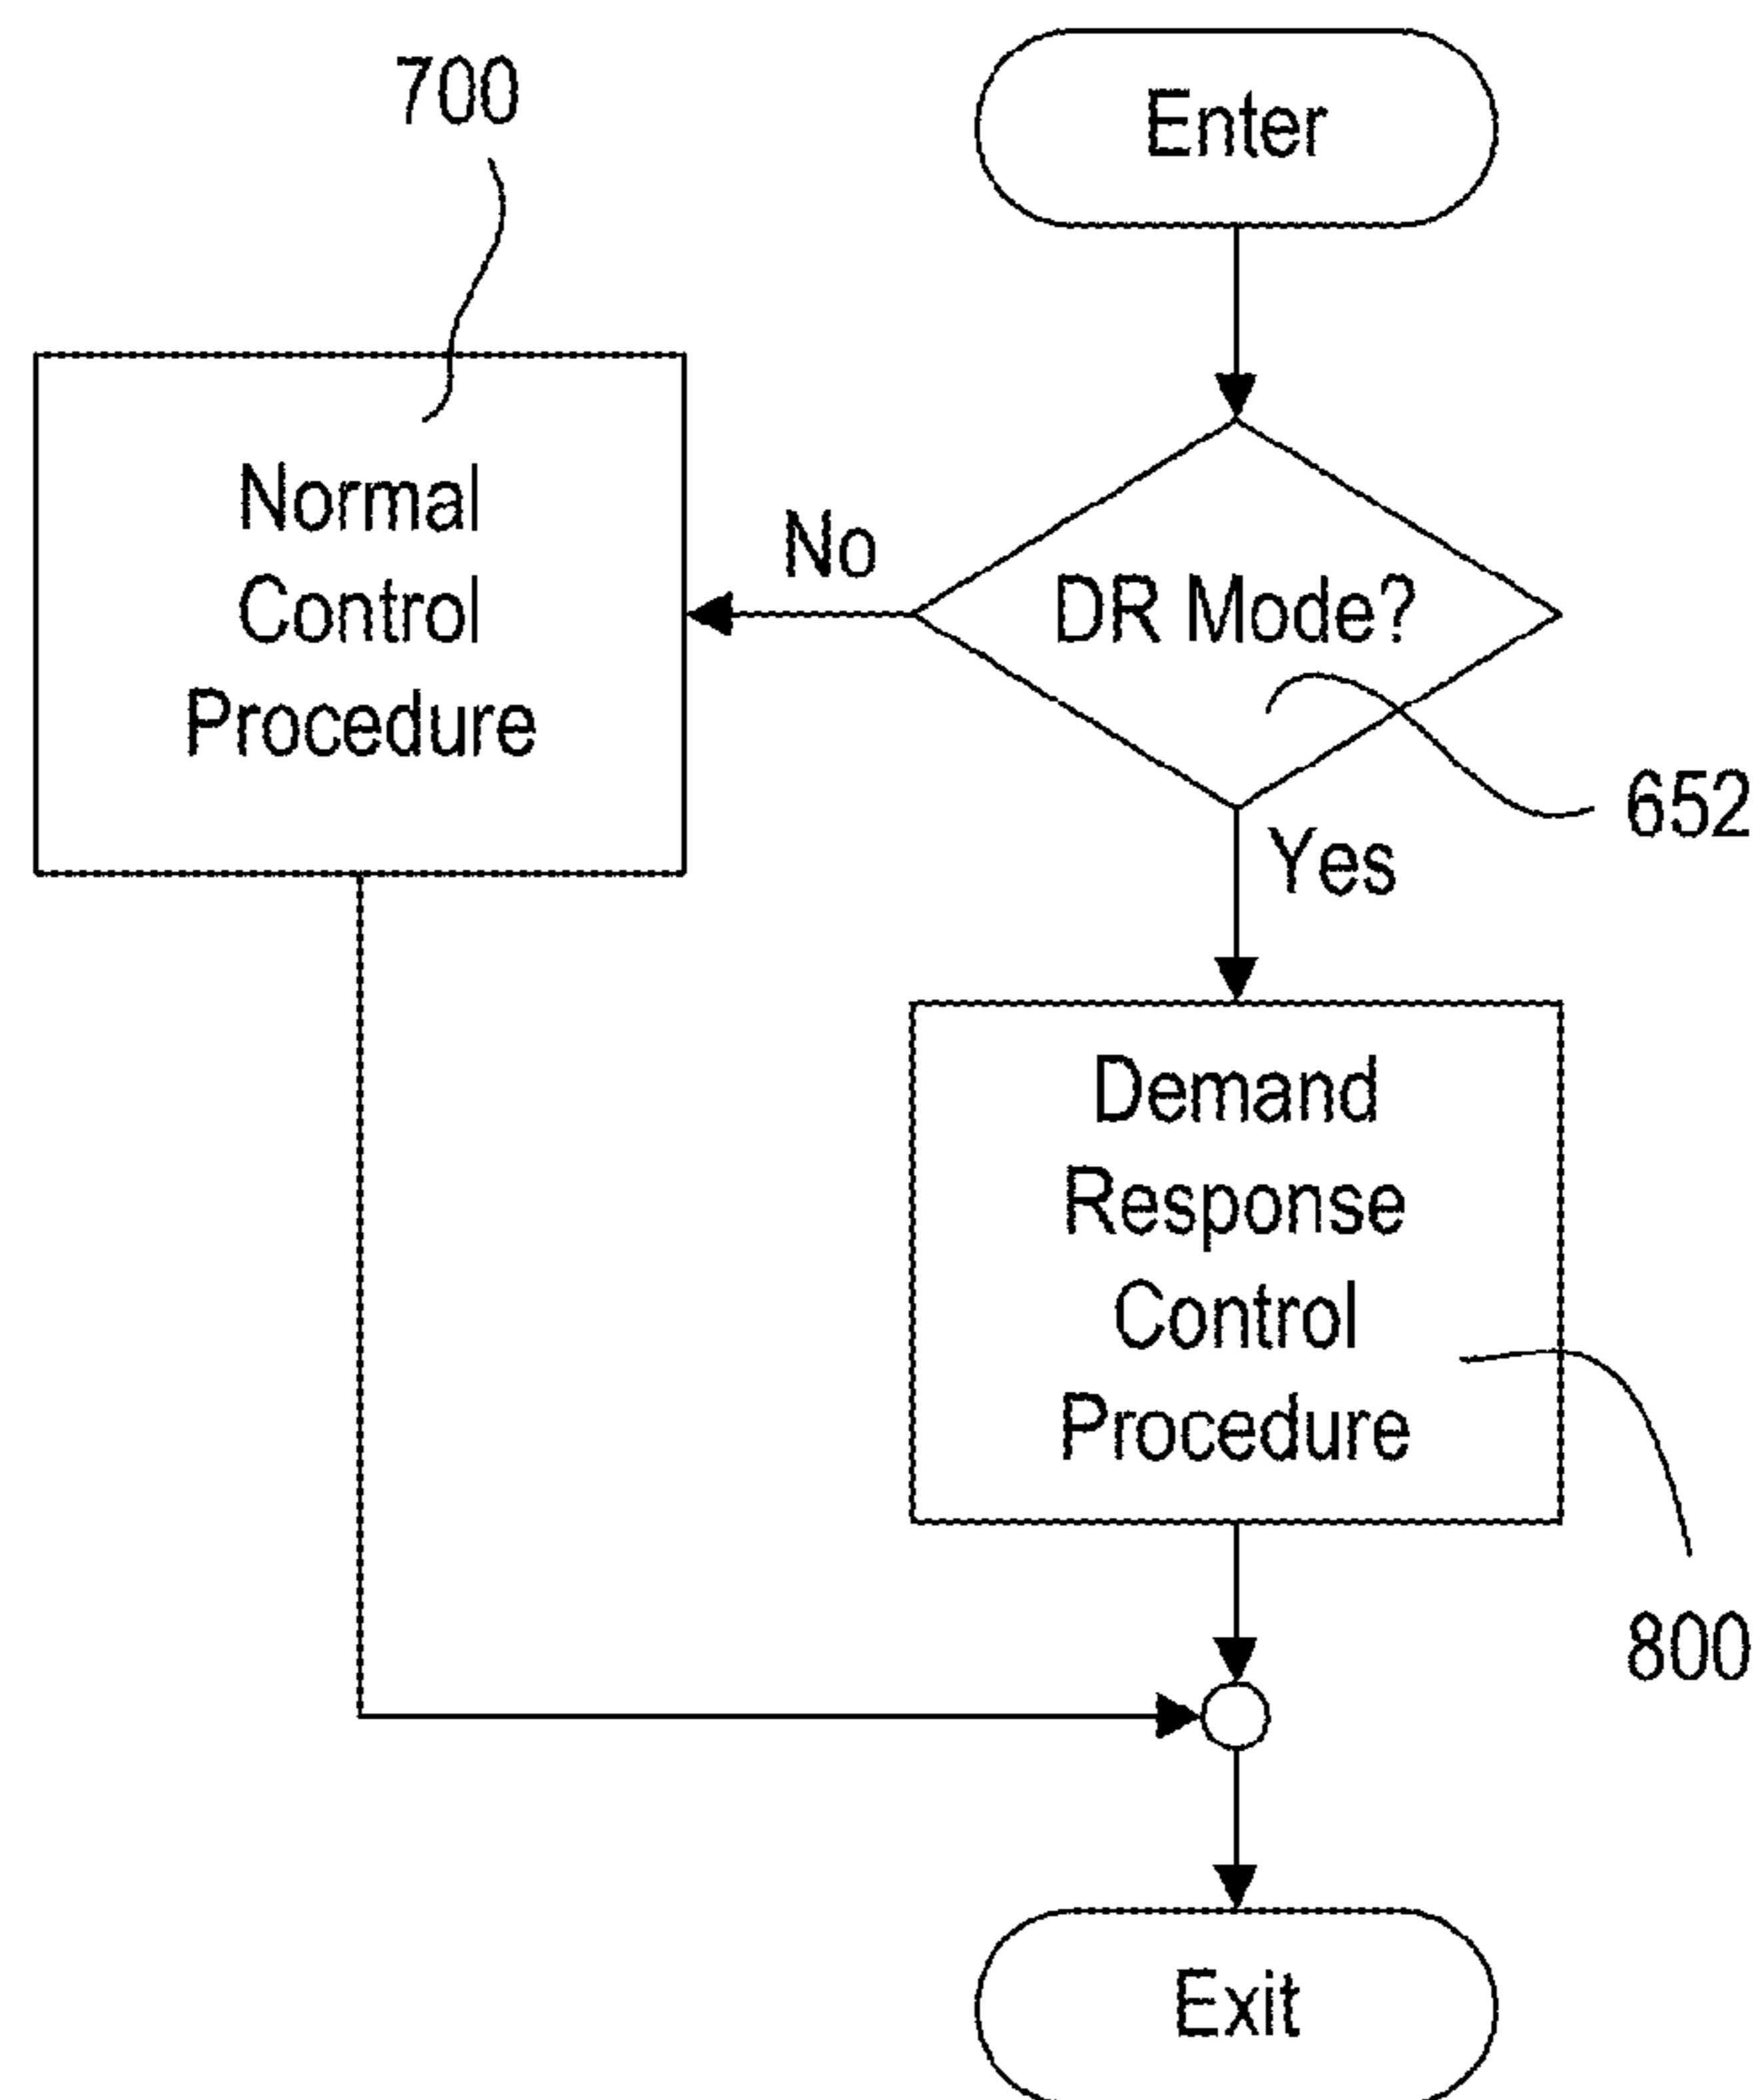 700
Enter
Normal
Control
Procedure
No
DR Mode?
652
Yes
Demand
Response
Control
Procedure
800
Exit